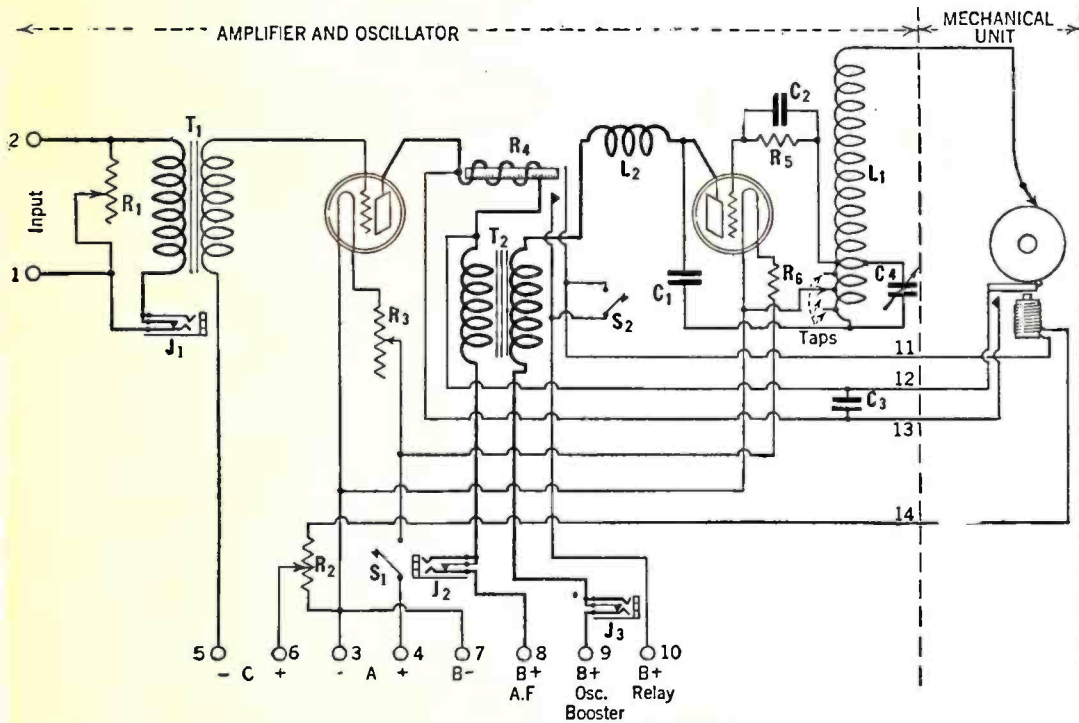 AMPLIFIER AND OSCILLATOR
MECHANICAL
UNIT
2
T1
R1
Input
1
J1
R4
L2
C2
R5
L1
T2
R3
C1
S2
R6
C4
Taps
11
12
C3
13
14
R2
S1
J2
J3
5
- C +
6
3
- A +
4
7
B-
8
B+
A.F
9
B+
Osc.
Booster
10
B+
Relay